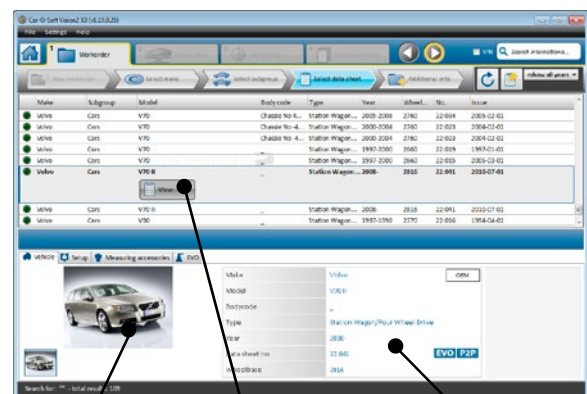 Car-O-Soft Vision2 X3 (v1.13.0.25)
File Settings Help
1 Workorder
VIN
Select make
Select subgroup
Select data sheet
Additional info
<Show all years>
Make Subgroup Model Body code Type Year Wheel... No. Issue
Volvo Cars V70 Chassie No 4... Station Wagon... 2005-2008 2760 22:034 2005-02-01
Volvo Cars V70 Chassie No 4... Station Wagon... 2000-2004 2760 22:023 2004-02-01
Volvo Cars V70 Chassie No 4... Station Wagon... 2000-2004 2760 22:023 2004-02-01
Volvo Cars V70 _ Station Wagon... 1997-2000 2660 22:019 1997-01-01
Volvo Cars V70 _ Station Wagon... 1997-2000 2660 22:015 2005-03-01
Volvo Cars V70 II _ Station Wagon... 2008- 2816 22:041 2010-07-01
View
Volvo Cars V70 II _ Station Wagon... 2008- 2816 22:041 2010-07-01
Volvo Cars V90 _ Station Wagon... 1997-1998 2770 22:016 1994-04-01
Vehicle Setup Measuring accessories EVO
Make Volvo OEM
Model V70 II
Bodycode _
Type Station Wagon/Four Wheel Drive
Year 2008-
Data sheet no 22:041 EVO P2P
Wheelbase 2816
Search for: "" - total results: 109